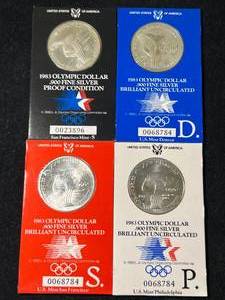 UNITED STATES OF AMERICA
1983 OLYMPIC DOLLAR
.900 FINE SILVER
PROOF CONDITION
0023896
San Francisco Mint - S
UNITED STATES OF AMERICA
1983 OLYMPIC DOLLAR
.900 FINE SILVER
BRILLIANT UNCIRCULATED
0068784
U.S. Mint Denver
D.
UNITED STATES OF AMERICA
1983 OLYMPIC DOLLAR
.900 FINE SILVER
BRILLIANT UNCIRCULATED
0068784
U.S. Mint San Francisco
S.
UNITED STATES OF AMERICA
1983 OLYMPIC DOLLAR
.900 FINE SILVER
BRILLIANT UNCIRCULATED
0068784
U.S. Mint Philadelphia
P.